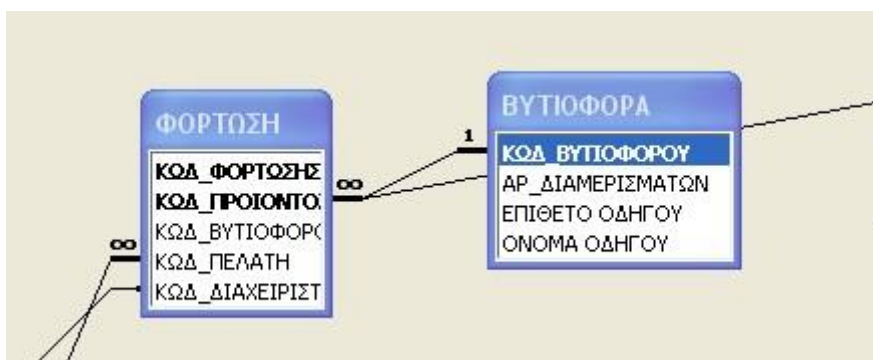 ΦΟΡΤΩΣΗ
ΚΩΔ_ΦΟΡΤΩΣΗΣ
ΚΩΔ_ΠΡΟΙΟΝΤΟΣ
ΚΩΔ_ΒΥΤΙΟΦΟΡΟ
ΚΩΔ_ΠΕΛΑΤΗ
ΚΩΔ_ΔΙΑΧΕΙΡΙΣΤ
∞
∞
1
ΒΥΤΙΟΦΟΡΑ
ΚΩΔ_ΒΥΤΙΟΦΟΡΟΥ
ΑΡ_ΔΙΑΜΕΡΙΣΜΑΤΩΝ
ΕΠΙΘΕΤΟ ΟΔΗΓΟΥ
ΟΝΟΜΑ ΟΔΗΓΟΥ